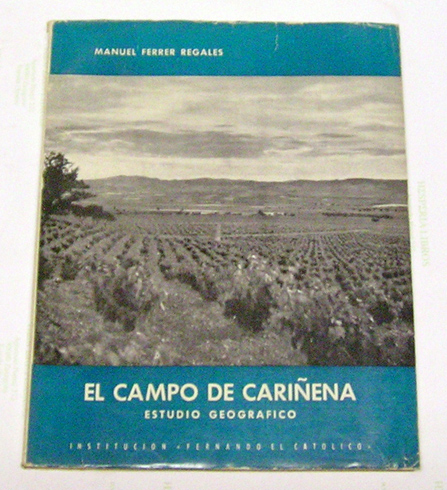 MANUEL FERRER REGALES
EL CAMPO DE CARIÑENA
ESTUDIO GEOGRAFICO
INSTITUCION «FERNANDO EL CATOLICO»